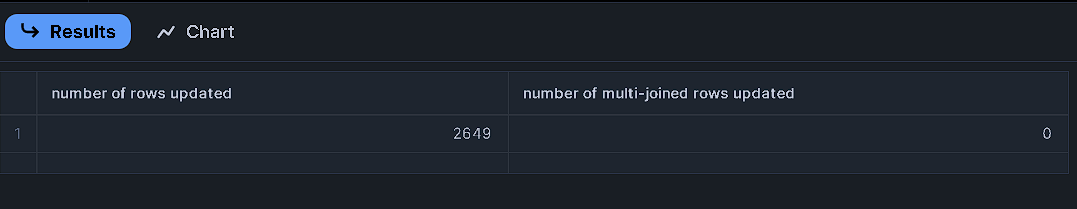 Results Chart
number of rows updated number of multi-joined rows updated
1 2649 0